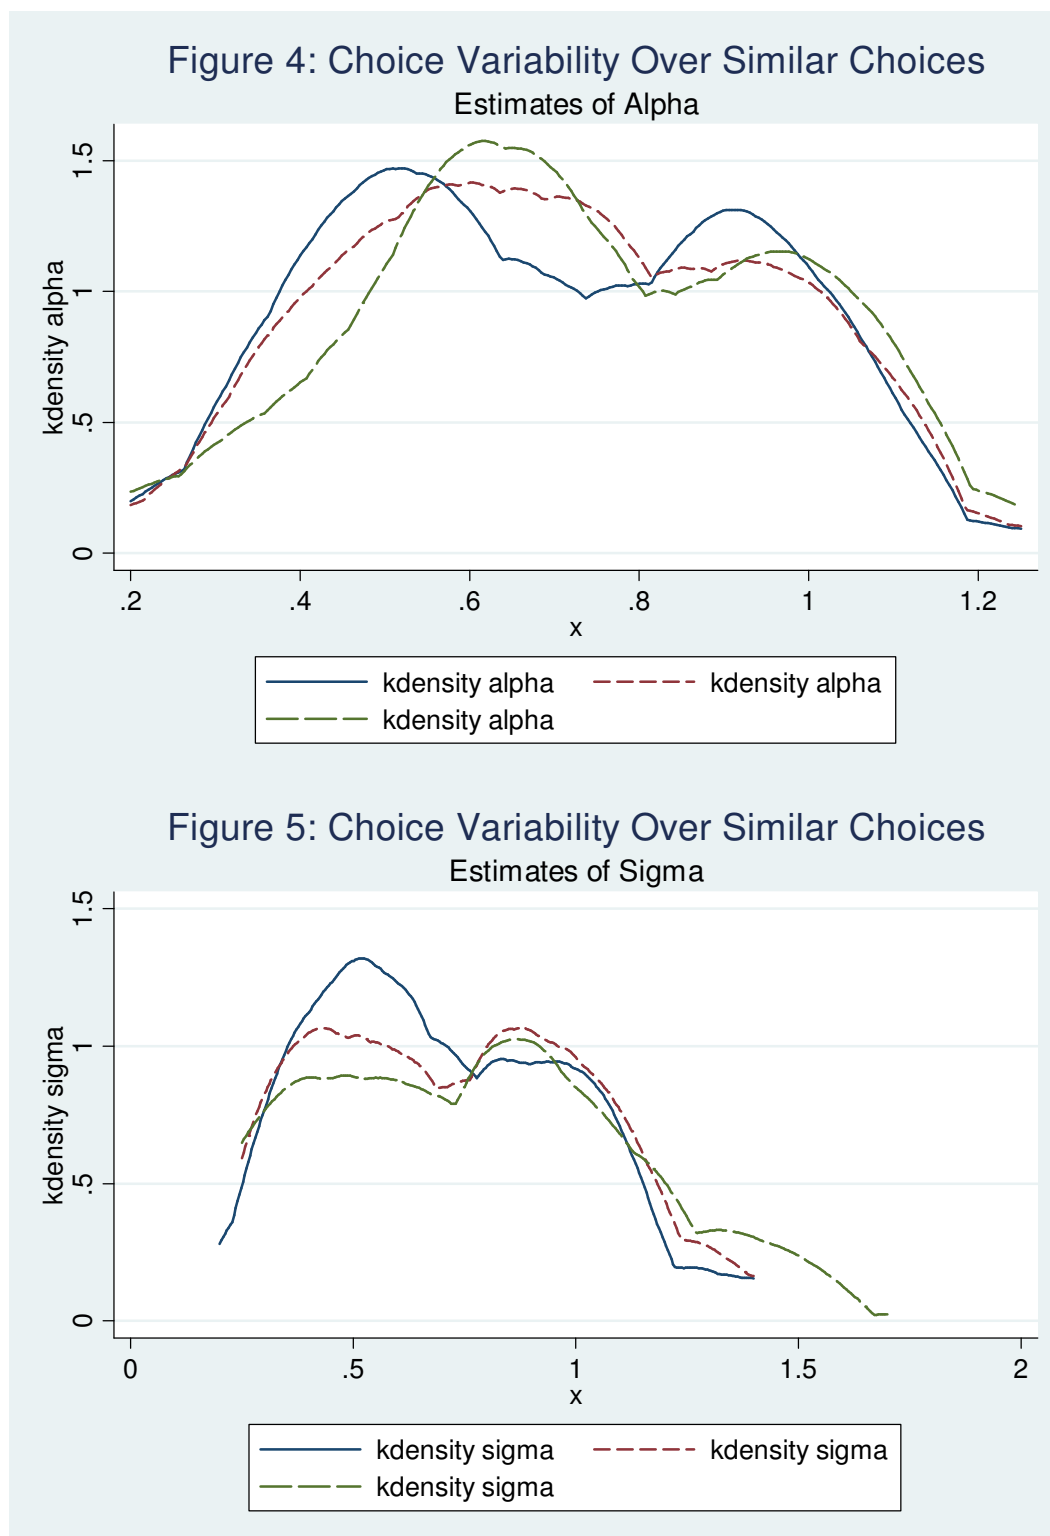 Figure 4: Choice Variability Over Similar Choices
Estimates of Alpha
kdensity alpha
1.5
1
.5
0
.2 .4 .6 .8 1 1.2
x
kdensity alpha kdensity alpha
kdensity alpha
Figure 5: Choice Variability Over Similar Choices
Estimates of Sigma
kdensity sigma
1.5
1
.5
0
0 .5 1 1.5 2
x
kdensity sigma kdensity sigma
kdensity sigma